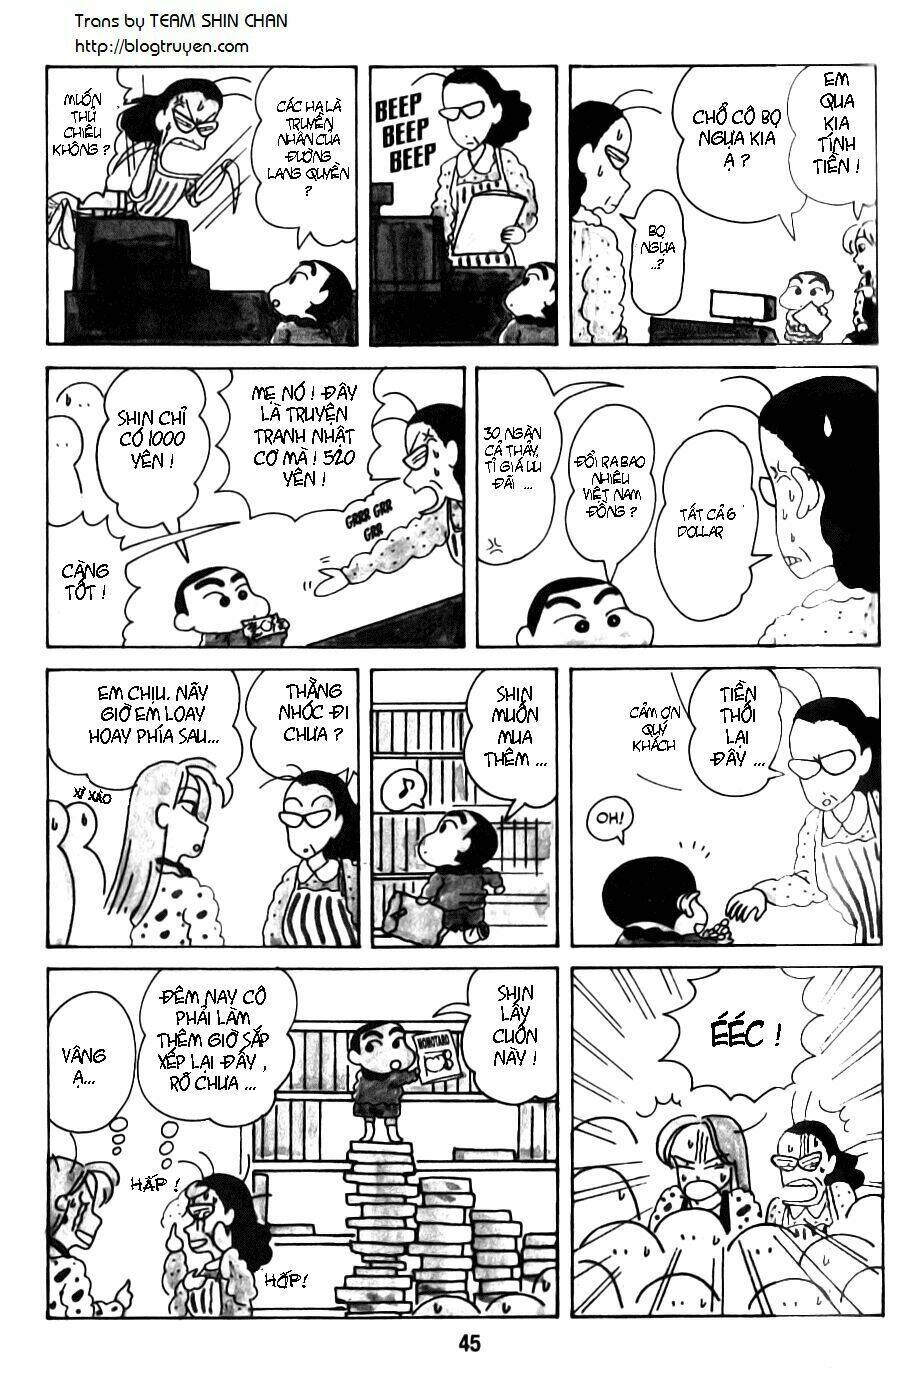 Trans by TEAM SHIN CHAN
http://blogtruyen.com
EM
QUA
KIA
TÍNH
TIỀN !
CHỔ CÔ BỌ
NGỰA KIA
Ạ ?
BỌ
NGỰA
..?
BEEP
BEEP
BEEP
CÁC HẠ LÀ
TRUYỀN
NHÂN CỦA
ĐƯỜNG
LANG QUYỀN
?
MUỐN
THỬ
CHIÊU
KHÔNG ?
TẤT CẢ 6
DOLLAR
ĐỔI RA BAO
NHIÊU
VIỆT NAM
ĐỒNG ?
30 NGÀN
CẢ THẢY,
TỈ GIÁ ƯU
ĐÃI ...
MẸ NÓ ! ĐÂY
LÀ TRUYỆN
TRANH NHẬT
CƠ MÀ ! 520
YÊN !
GRR GRR
GRR
SHIN CHỈ
CÓ 1000
YÊN !
CÀNG
TỐT !
TIỀN
THỐI
LẠI
ĐÂY ...
CẢM ƠN
QUÝ
KHÁCH
OH!
SHIN
MUỐN
MUA
THÊM ...
THẰNG
NHÓC ĐI
CHƯA ?
EM CHỊU. NÃY
GIỜ EM LOAY
HOAY PHÍA SAU...
XÌ XÀO
ÉÉC !
SHIN
LẤY
CUỐN
NÀY !
MOMOTARO
ĐÊM NAY CÔ
PHẢI LÀM
THÊM GIỜ SẮP
XẾP LẠI ĐẤY ,
RÕ CHƯA ...
VÂNG
Ạ...
HẤP !
HỐP!
45